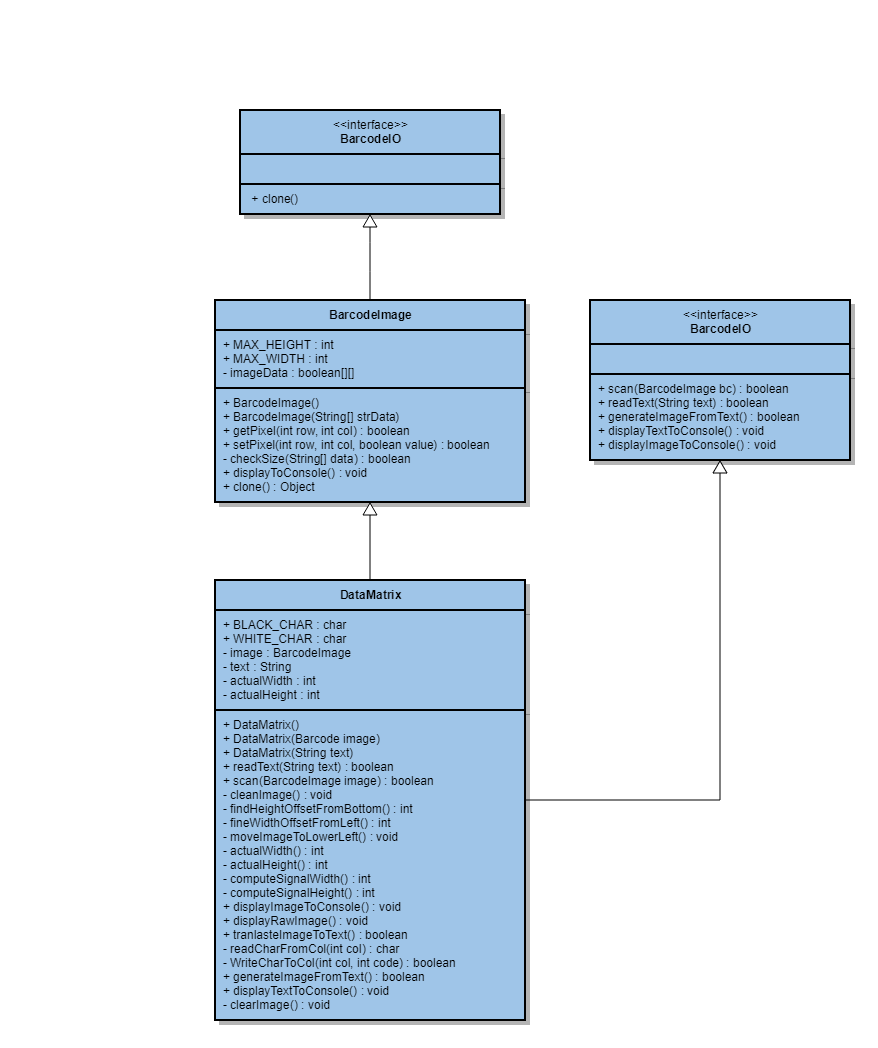 <<interface>>
BarcodeIO
+ clone()
BarcodeImage
+ MAX_HEIGHT : int
+ MAX_WIDTH : int
- imageData : boolean[][]
+ BarcodeImage()
+ BarcodeImage(String[] strData)
+ getPixel(int row, int col) : boolean
+ setPixel(int row, int col, boolean value) : boolean
- checkSize(String[] data) : boolean
+ displayToConsole() : void
+ clone() : Object
<<interface>>
BarcodeIO
+ scan(BarcodeImage bc) : boolean
+ readText(String text) : boolean
+ generateImageFromText() : boolean
+ displayTextToConsole() : void
+ displayImageToConsole() : void
DataMatrix
+ BLACK_CHAR : char
+ WHITE_CHAR : char
- image : BarcodeImage
- text : String
- actualWidth : int
- actualHeight : int
+ DataMatrix()
+ DataMatrix(Barcode image)
+ DataMatrix(String text)
+ readText(String text) : boolean
+ scan(BarcodeImage image) : boolean
- cleanImage() : void
- findHeightOffsetFromBottom() : int
- fineWidthOffsetFromLeft() : int
- moveImageToLowerLeft() : void
- actualWidth() : int
- actualHeight() : int
- computeSignalWidth() : int
- computeSignalHeight() : int
+ displayImageToConsole() : void
+ displayRawImage() : void
+ tranlasteImageToText() : boolean
- readCharFromCol(int col) : char
- WriteCharToCol(int col, int code) : boolean
+ generateImageFromText() : boolean
+ displayTextToConsole() : void
- clearImage() : void